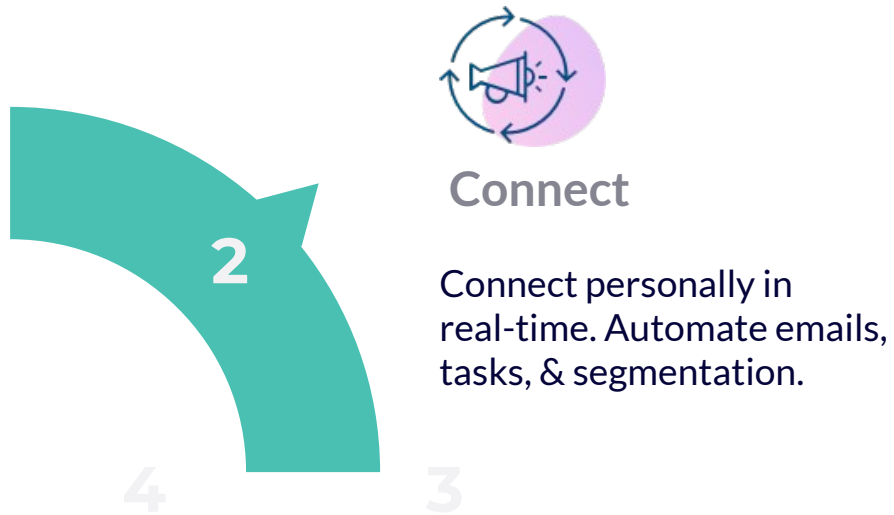 Connect
2
Connect personally in
real-time. Automate emails,
tasks, & segmentation.
4
3